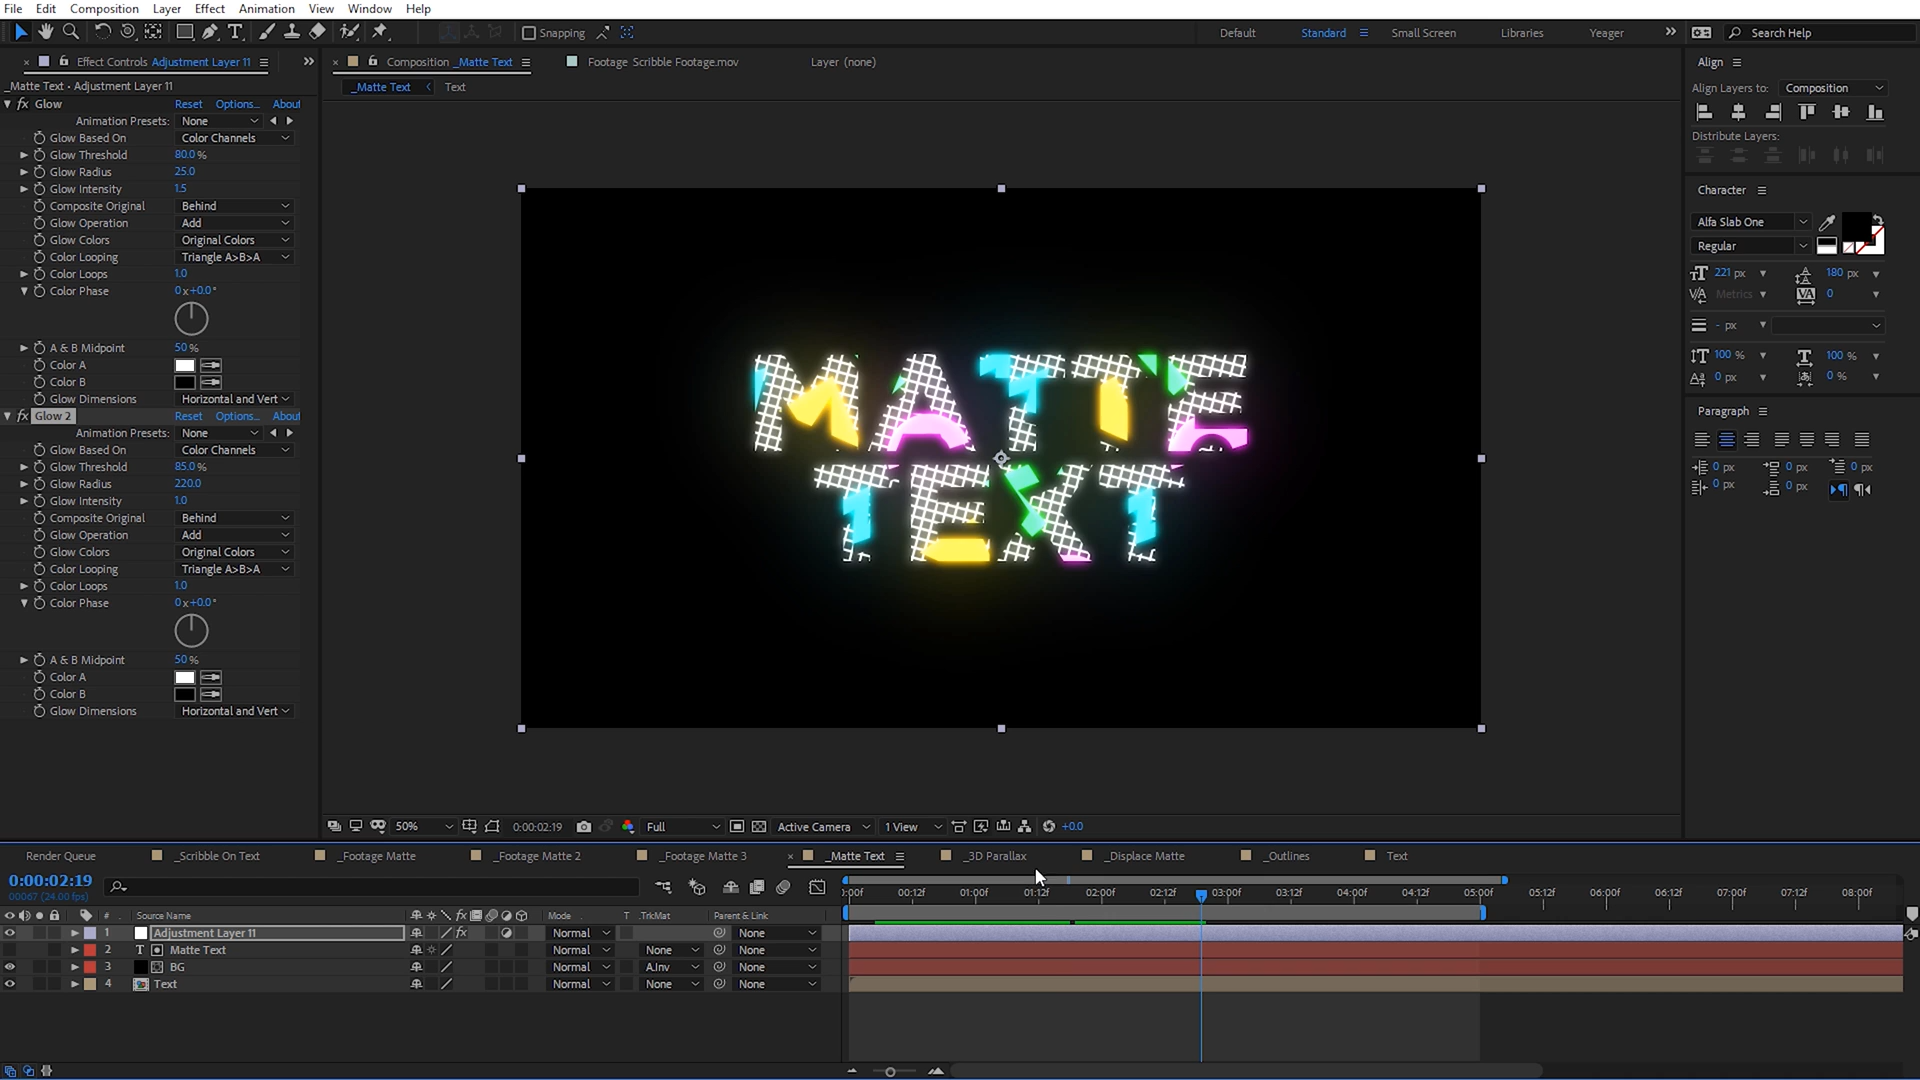 File Edit Composition Layer Effect Animation View Window Help
Snapping Default Standard Small Screen Libraries Yeager Search Help
Effect Controls Adjustment Layer 11
_Matte Text • Adjustment Layer 11
Glow Reset Options... About
Animation Presets: None
Glow Based On Color Channels
Glow Threshold 80.0 %
Glow Radius 25.0
Glow Intensity 1.5
Composite Original Behind
Glow Operation Add
Glow Colors Original Colors
Color Looping Triangle A>B>A
Color Loops 1.0
Color Phase 0 x+0.0°
A & B Midpoint 50 %
Color A
Color B
Glow Dimensions Horizontal and Vert
Glow 2 Reset Options... About
Animation Presets: None
Glow Based On Color Channels
Glow Threshold 85.0 %
Glow Radius 220.0
Glow Intensity 1.0
Composite Original Behind
Glow Operation Add
Glow Colors Original Colors
Color Looping Triangle A>B>A
Color Loops 1.0
Color Phase 0 x+0.0°
A & B Midpoint 50 %
Color A
Color B
Glow Dimensions Horizontal and Vert
Composition _Matte Text Footage Scribble Footage.mov Layer (none)
_Matte Text Text
MATTE
TEXT
50% 0:00:02:19 Full Active Camera 1 View +0.0
Align
Align Layers to: Composition
Distribute Layers:
Character
Alfa Slab One
Regular
221 px 180 px
Metrics 0
- px
100 % 100 %
0 px 0 %
Paragraph
0 px 0 px 0 px
0 px 0 px
Render Queue _Scribble On Text _Footage Matte _Footage Matte 2 _Footage Matte 3 _Matte Text _3D Parallax _Displace Matte _Outlines Text
0:00:02:19
00067 (24.00 fps)
:00f 00:12f 01:00f 01:12f 02:00f 02:12f 03:00f 03:12f 04:00f 04:12f 05:00f 05:12f 06:00f 06:12f 07:00f 07:12f 08:00f
# Source Name fx Mode T .TrkMat Parent & Link
1 Adjustment Layer 11 Normal None
2 T Matte Text Normal None None
3 BG Normal A.Inv None
4 Text Normal None None